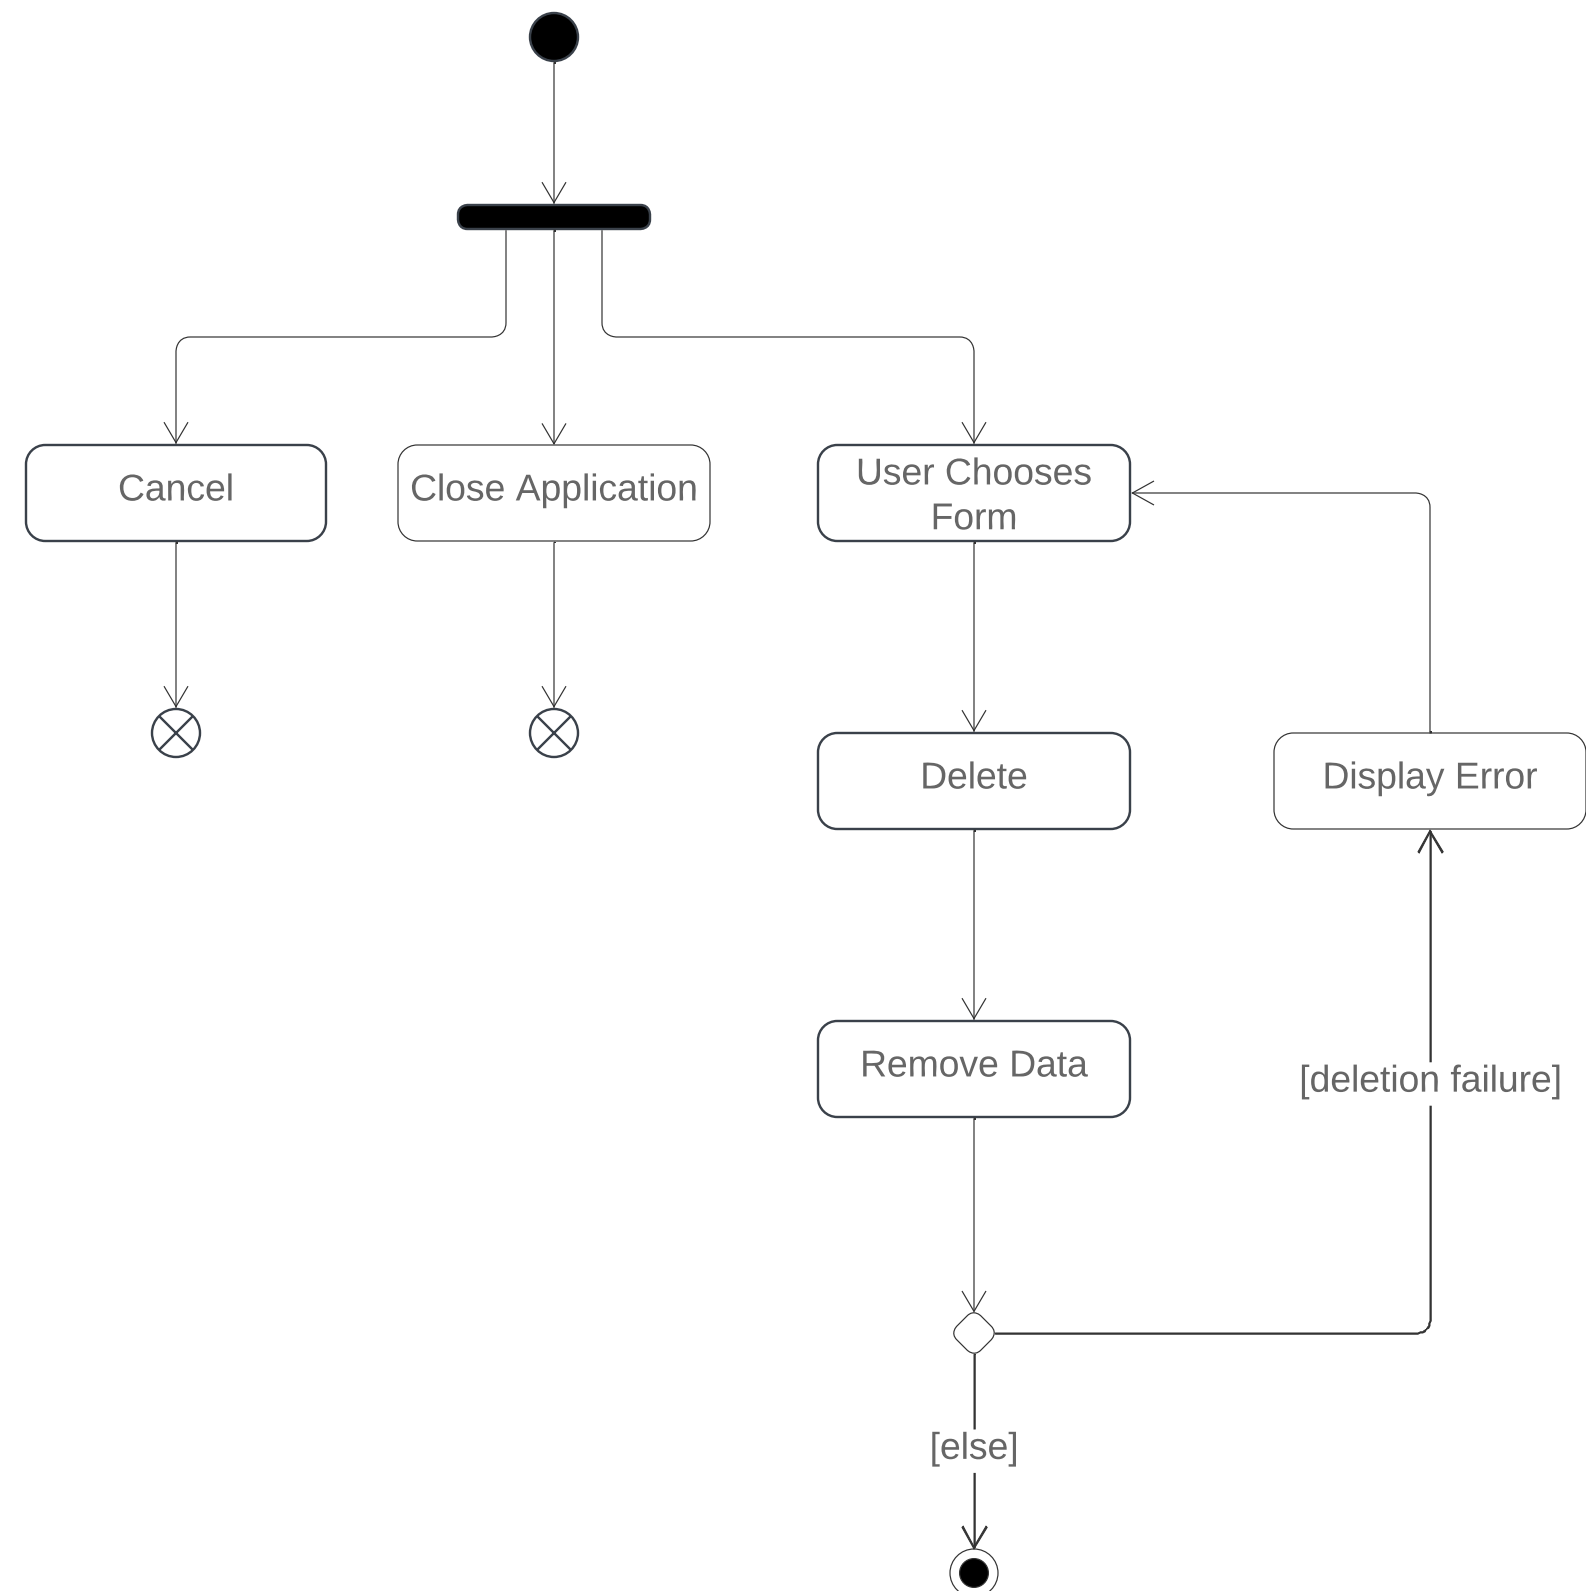 Cancel
Close Application
User Chooses
Form
Delete
Display Error
Remove Data
[deletion failure]
[else]